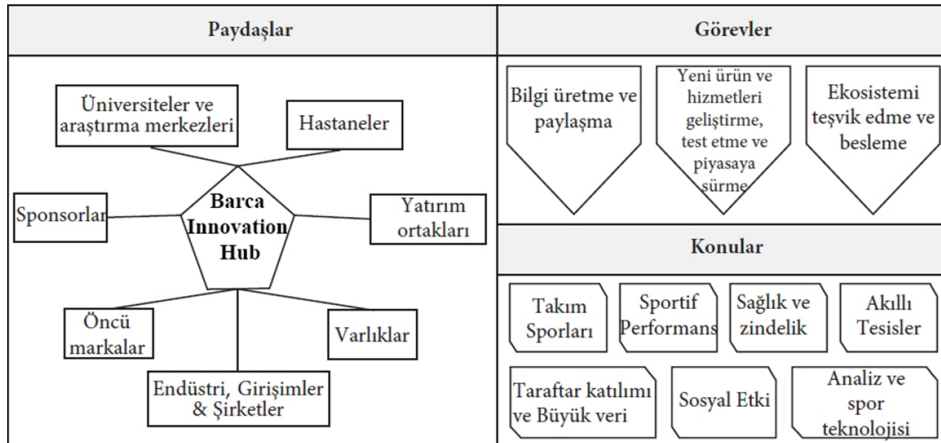 Paydaşlar
Üniversiteler ve
araştırma merkezleri
Hastaneler
Sponsorlar
Barca
Innovation
Hub
Yatırım
ortakları
Öncü
markalar
Varlıklar
Endüstri, Girişimler
& Şirketler
Görevler
Bilgi üretme ve
paylaşma
Yeni ürün ve
hizmetleri
geliştirme,
test etme ve
piyasaya
sürme
Ekosistemi
teşvik edme ve
besleme
Konular
Takım
Sporları
Sportif
Performans
Sağlık ve
zindelik
Akıllı
Tesisler
Taraftar katılımı
ve Büyük veri
Sosyal Etki
Analiz ve
spor
teknolojisi